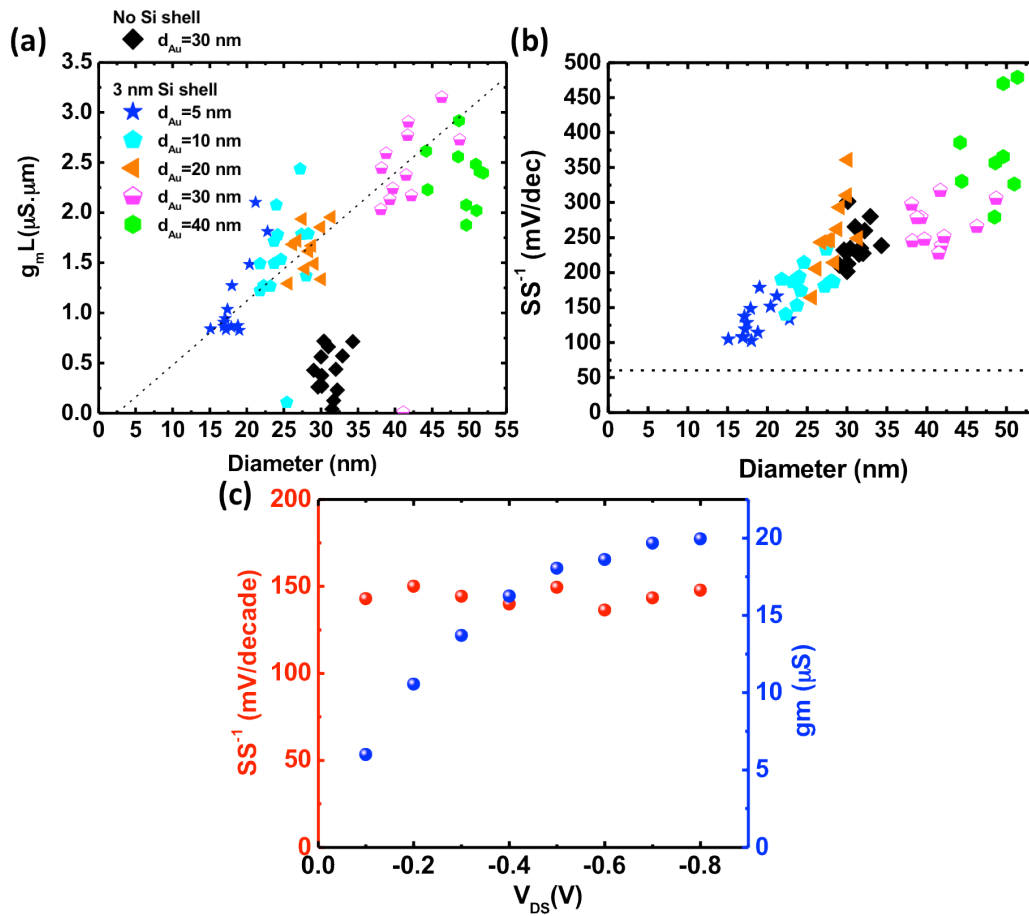 No Si shell
d_Au=30 nm
(a)
3.5
3.0
2.5
2.0
1.5
1.0
0.5
0.0
g_m L(μS.μm)
3 nm Si shell
d_Au=5 nm
d_Au=10 nm
d_Au=20 nm
d_Au=30 nm
d_Au=40 nm
0 5 10 15 20 25 30 35 40 45 50 55
Diameter (nm)
(b)
500
450
400
350
300
250
200
150
100
50
0
SS⁻¹ (mV/dec)
0 5 10 15 20 25 30 35 40 45 50
Diameter (nm)
(c)
200
150
100
50
0
SS⁻¹ (mV/decade)
20
15
10
5
0
gm (μS)
0.0 -0.2 -0.4 -0.6 -0.8
V_DS(V)